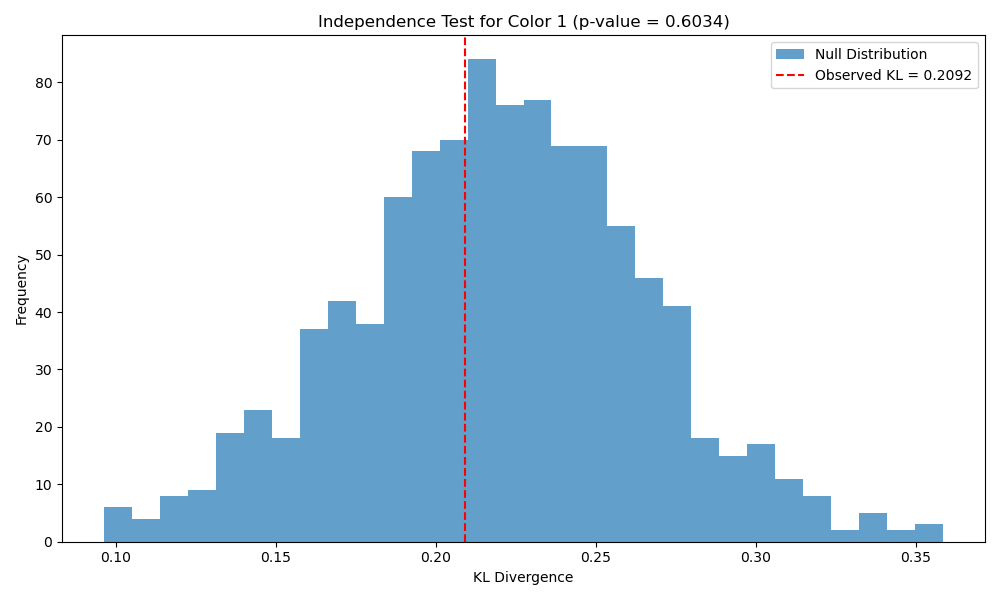 Independence Test for Color 1 (p-value = 0.6034)
Null Distribution
Observed KL = 0.2092
Frequency
80
70
60
50
40
30
20
10
0
0.10 0.15 0.20 0.25 0.30 0.35
KL Divergence